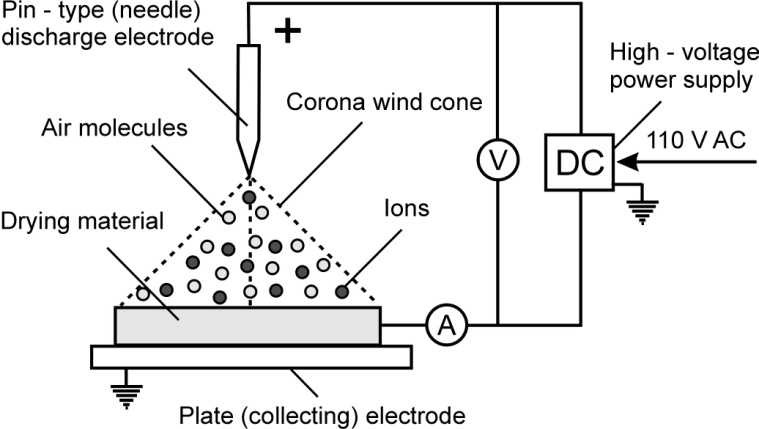 Pin - type (needle)
discharge electrode
+
High - voltage
power supply
Corona wind cone
Air molecules
110 V AC
V
DC
Drying material
Ions
A
Plate (collecting) electrode